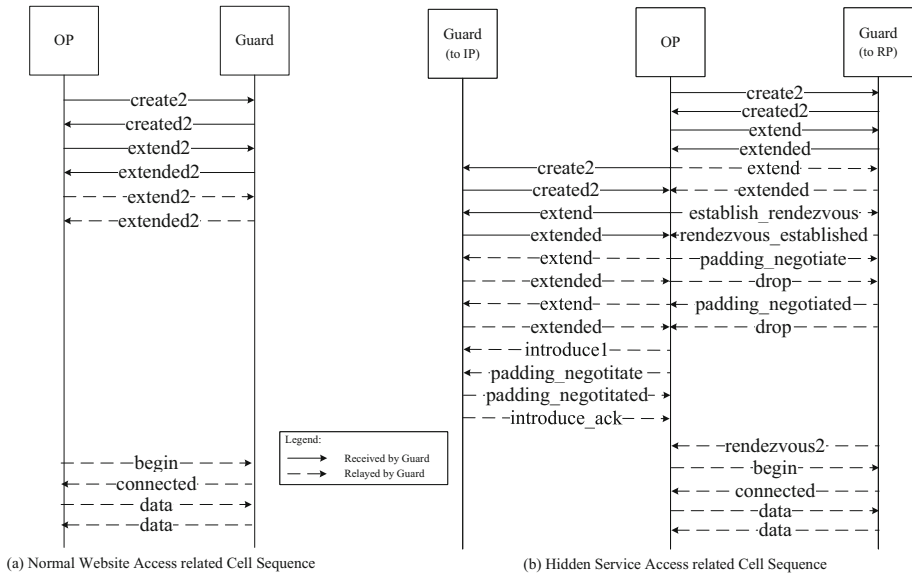 OP
Guard
create2
created2
extend2
extended2
extend2
extended2
begin
connected
data
data
(a) Normal Website Access related Cell Sequence
Legend:
Received by Guard
Relayed by Guard
Guard
(to IP)
OP
Guard
(to RP)
create2
created2
extend
extended
create2
extend
created2
extended
extend
establish_rendezvous
extended
rendezvous_established
extend
padding_negotiate
extended
drop
extend
padding_negotiated
extended
drop
introduce1
padding_negotitate
padding_negotitated
introduce_ack
rendezvous2
begin
connected
data
data
(b) Hidden Service Access related Cell Sequence